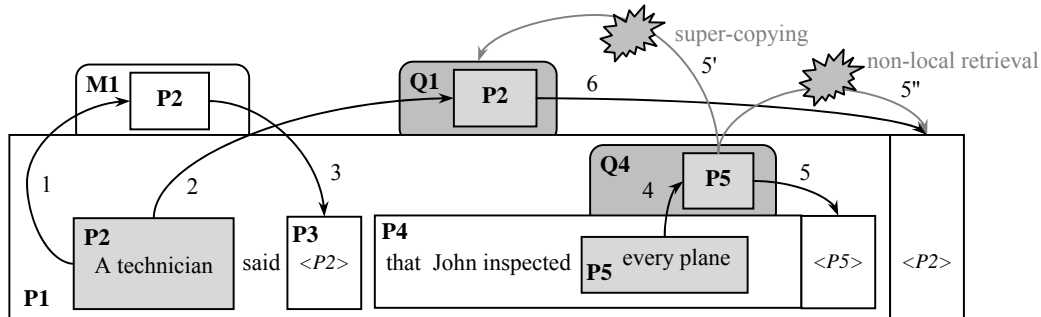 super-copying
non-local retrieval
M1 P2
Q1 P2
5' 5''
6
Q4 P5
1 2 3 4 5
P2 P3 P4
A technician said <P2> that John inspected P5 every plane <P5> <P2>
P1